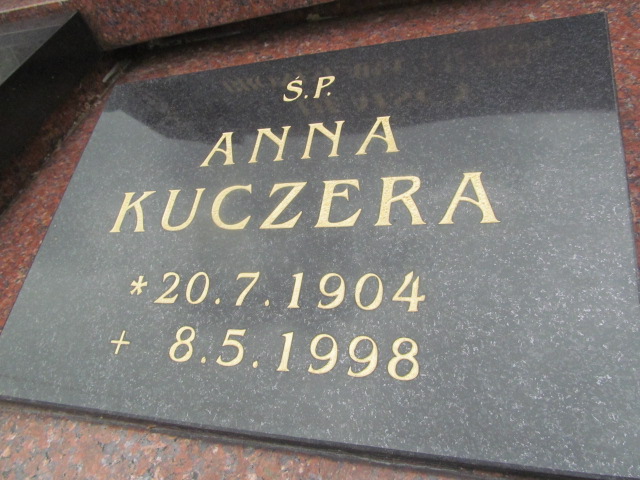 Ś.P.
ANNA
KUCZERA
*20.7.1904
+ 8.5.1998